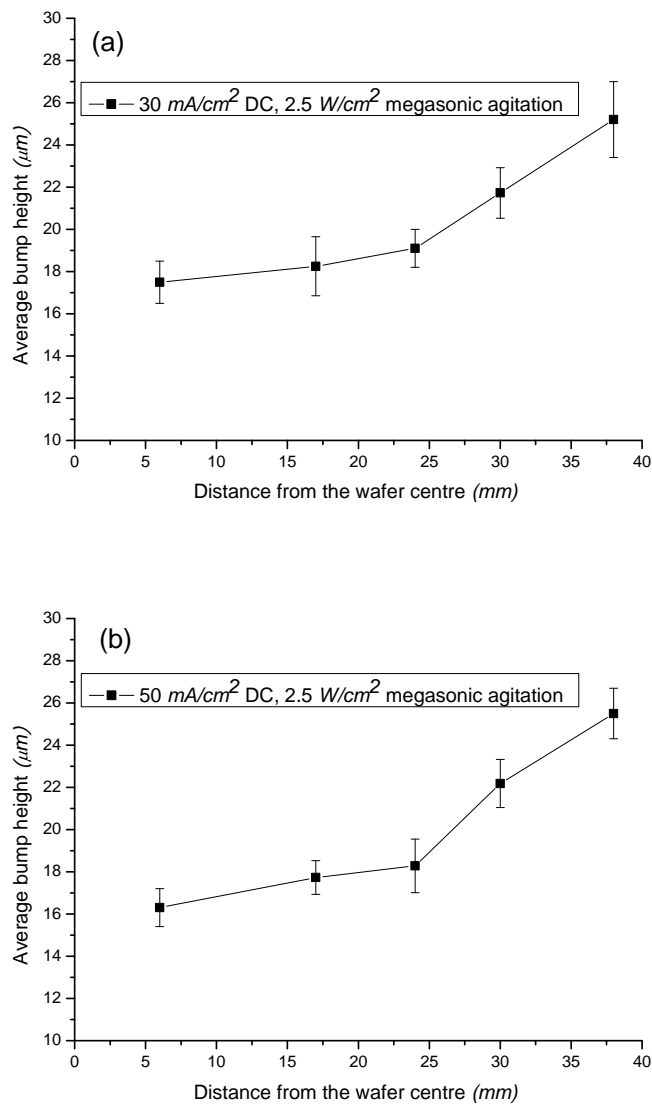 (a)
30 mA/cm² DC, 2.5 W/cm² megasonic agitation
Average bump height (μm)
30
28
26
24
22
20
18
16
14
12
10
0 5 10 15 20 25 30 35 40
Distance from the wafer centre (mm)
(b)
50 mA/cm² DC, 2.5 W/cm² megasonic agitation
Average bump height (μm)
30
28
26
24
22
20
18
16
14
12
10
0 5 10 15 20 25 30 35 40
Distance from the wafer centre (mm)